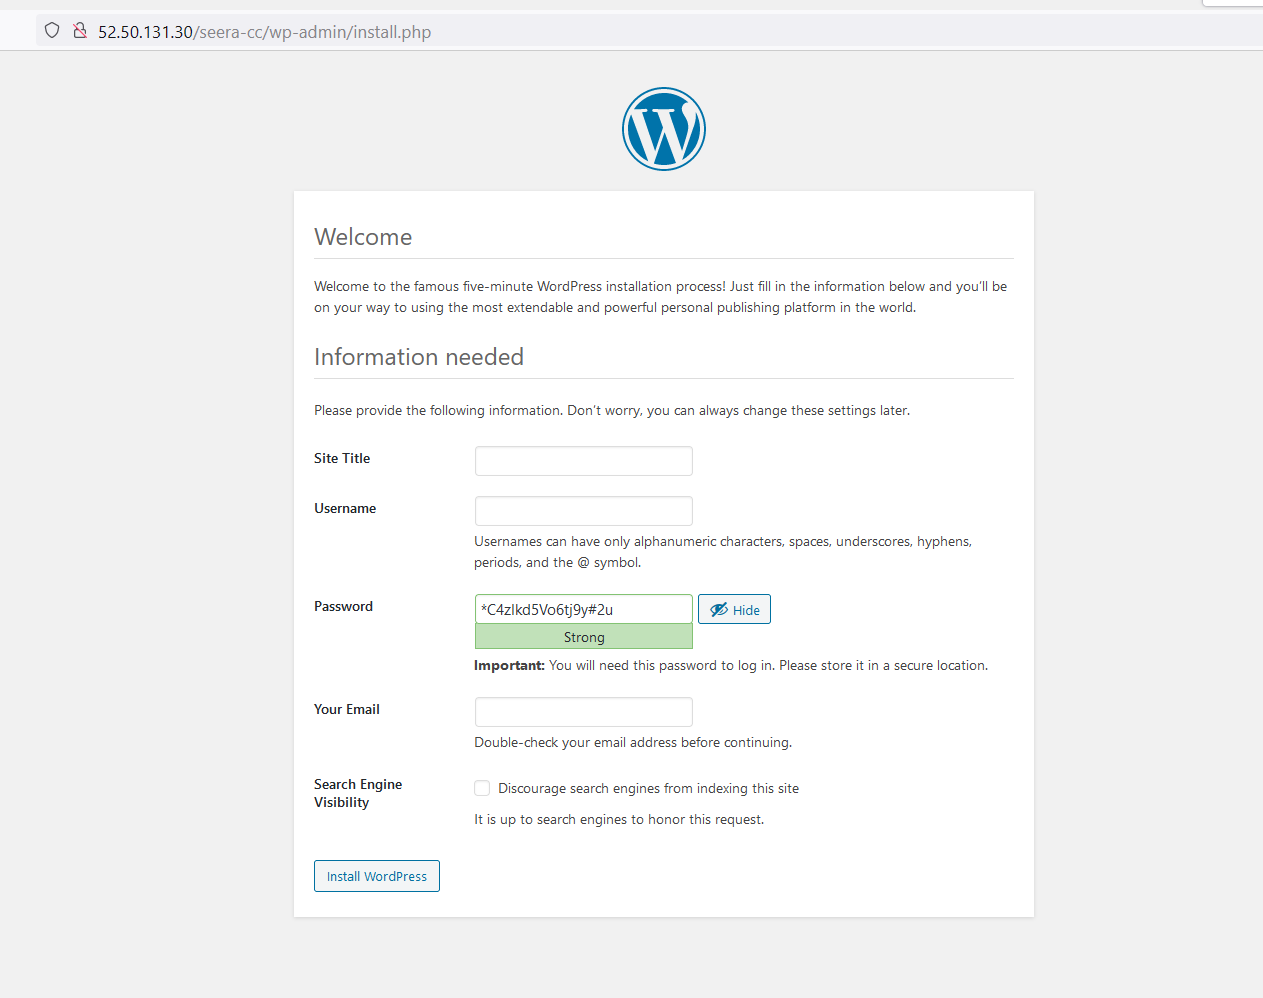 52.50.131.30/seera-cc/wp-admin/install.php
Welcome
Welcome to the famous five-minute WordPress installation process! Just fill in the information below and you'll be
on your way to using the most extendable and powerful personal publishing platform in the world.
Information needed
Please provide the following information. Don't worry, you can always change these settings later.
Site Title
Username
Usernames can have only alphanumeric characters, spaces, underscores, hyphens,
periods, and the @ symbol.
Password
*C4zlkd5Vo6tj9y#2u
Hide
Strong
Important: You will need this password to log in. Please store it in a secure location.
Your Email
Double-check your email address before continuing.
Search Engine
Visibility
Discourage search engines from indexing this site
It is up to search engines to honor this request.
Install WordPress